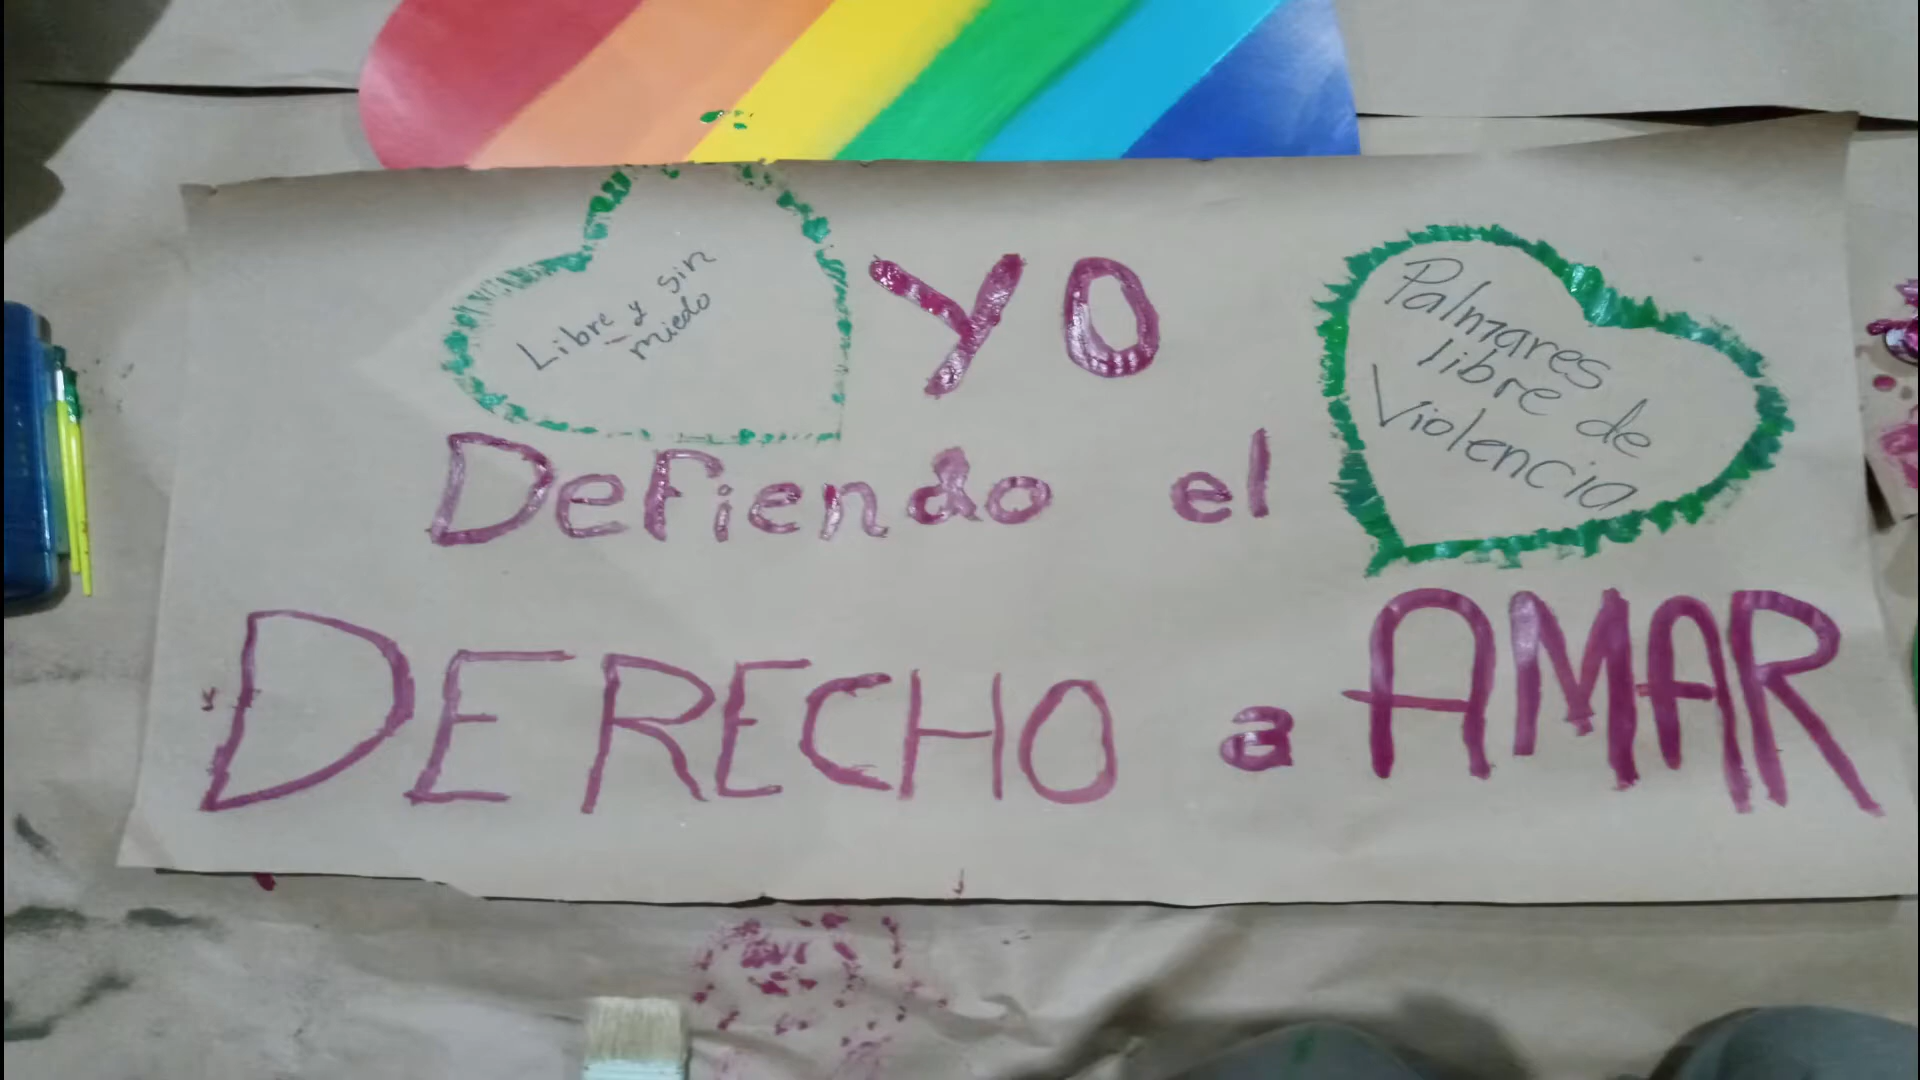 Libre y sin
miedo
YO
Defiendo el
DERECHO a AMAR
Palmares
libre de
Violencia